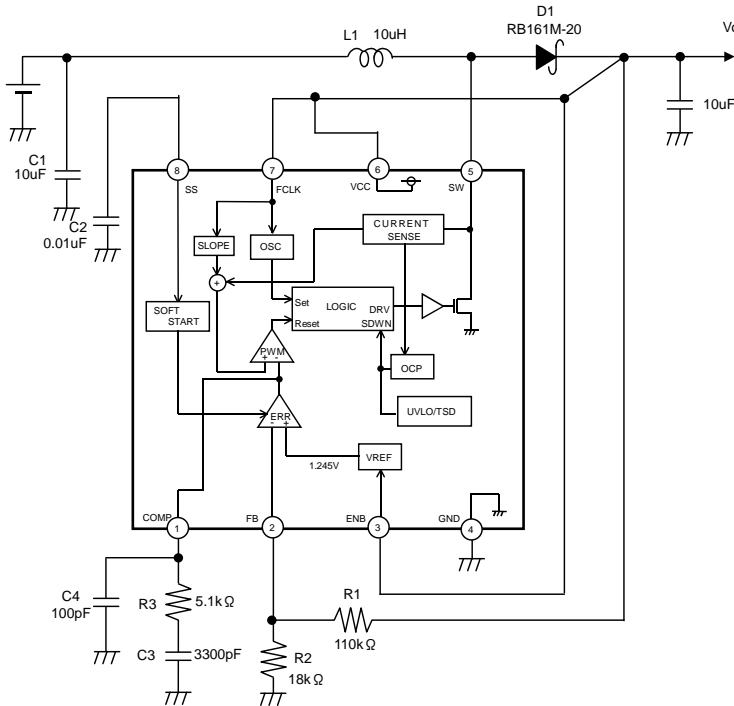 D1
RB161M-20
L1 10uH
Vo
10uF
C1
10uF
C2
0.01uF
8
7
6
5
SS
FCLK
VCC
SW
CURRENT
SENSE
SLOPE
OSC
+
Set
LOGIC
DRV
SDWN
Reset
SOFT
START
PWM
+ -
OCP
ERR
- +
UVLO/TSD
1.245V
VREF
COMP
FB
ENB
GND
1
2
3
4
C4
100pF
R3
5.1kΩ
C3
3300pF
R1
110kΩ
R2
18kΩ